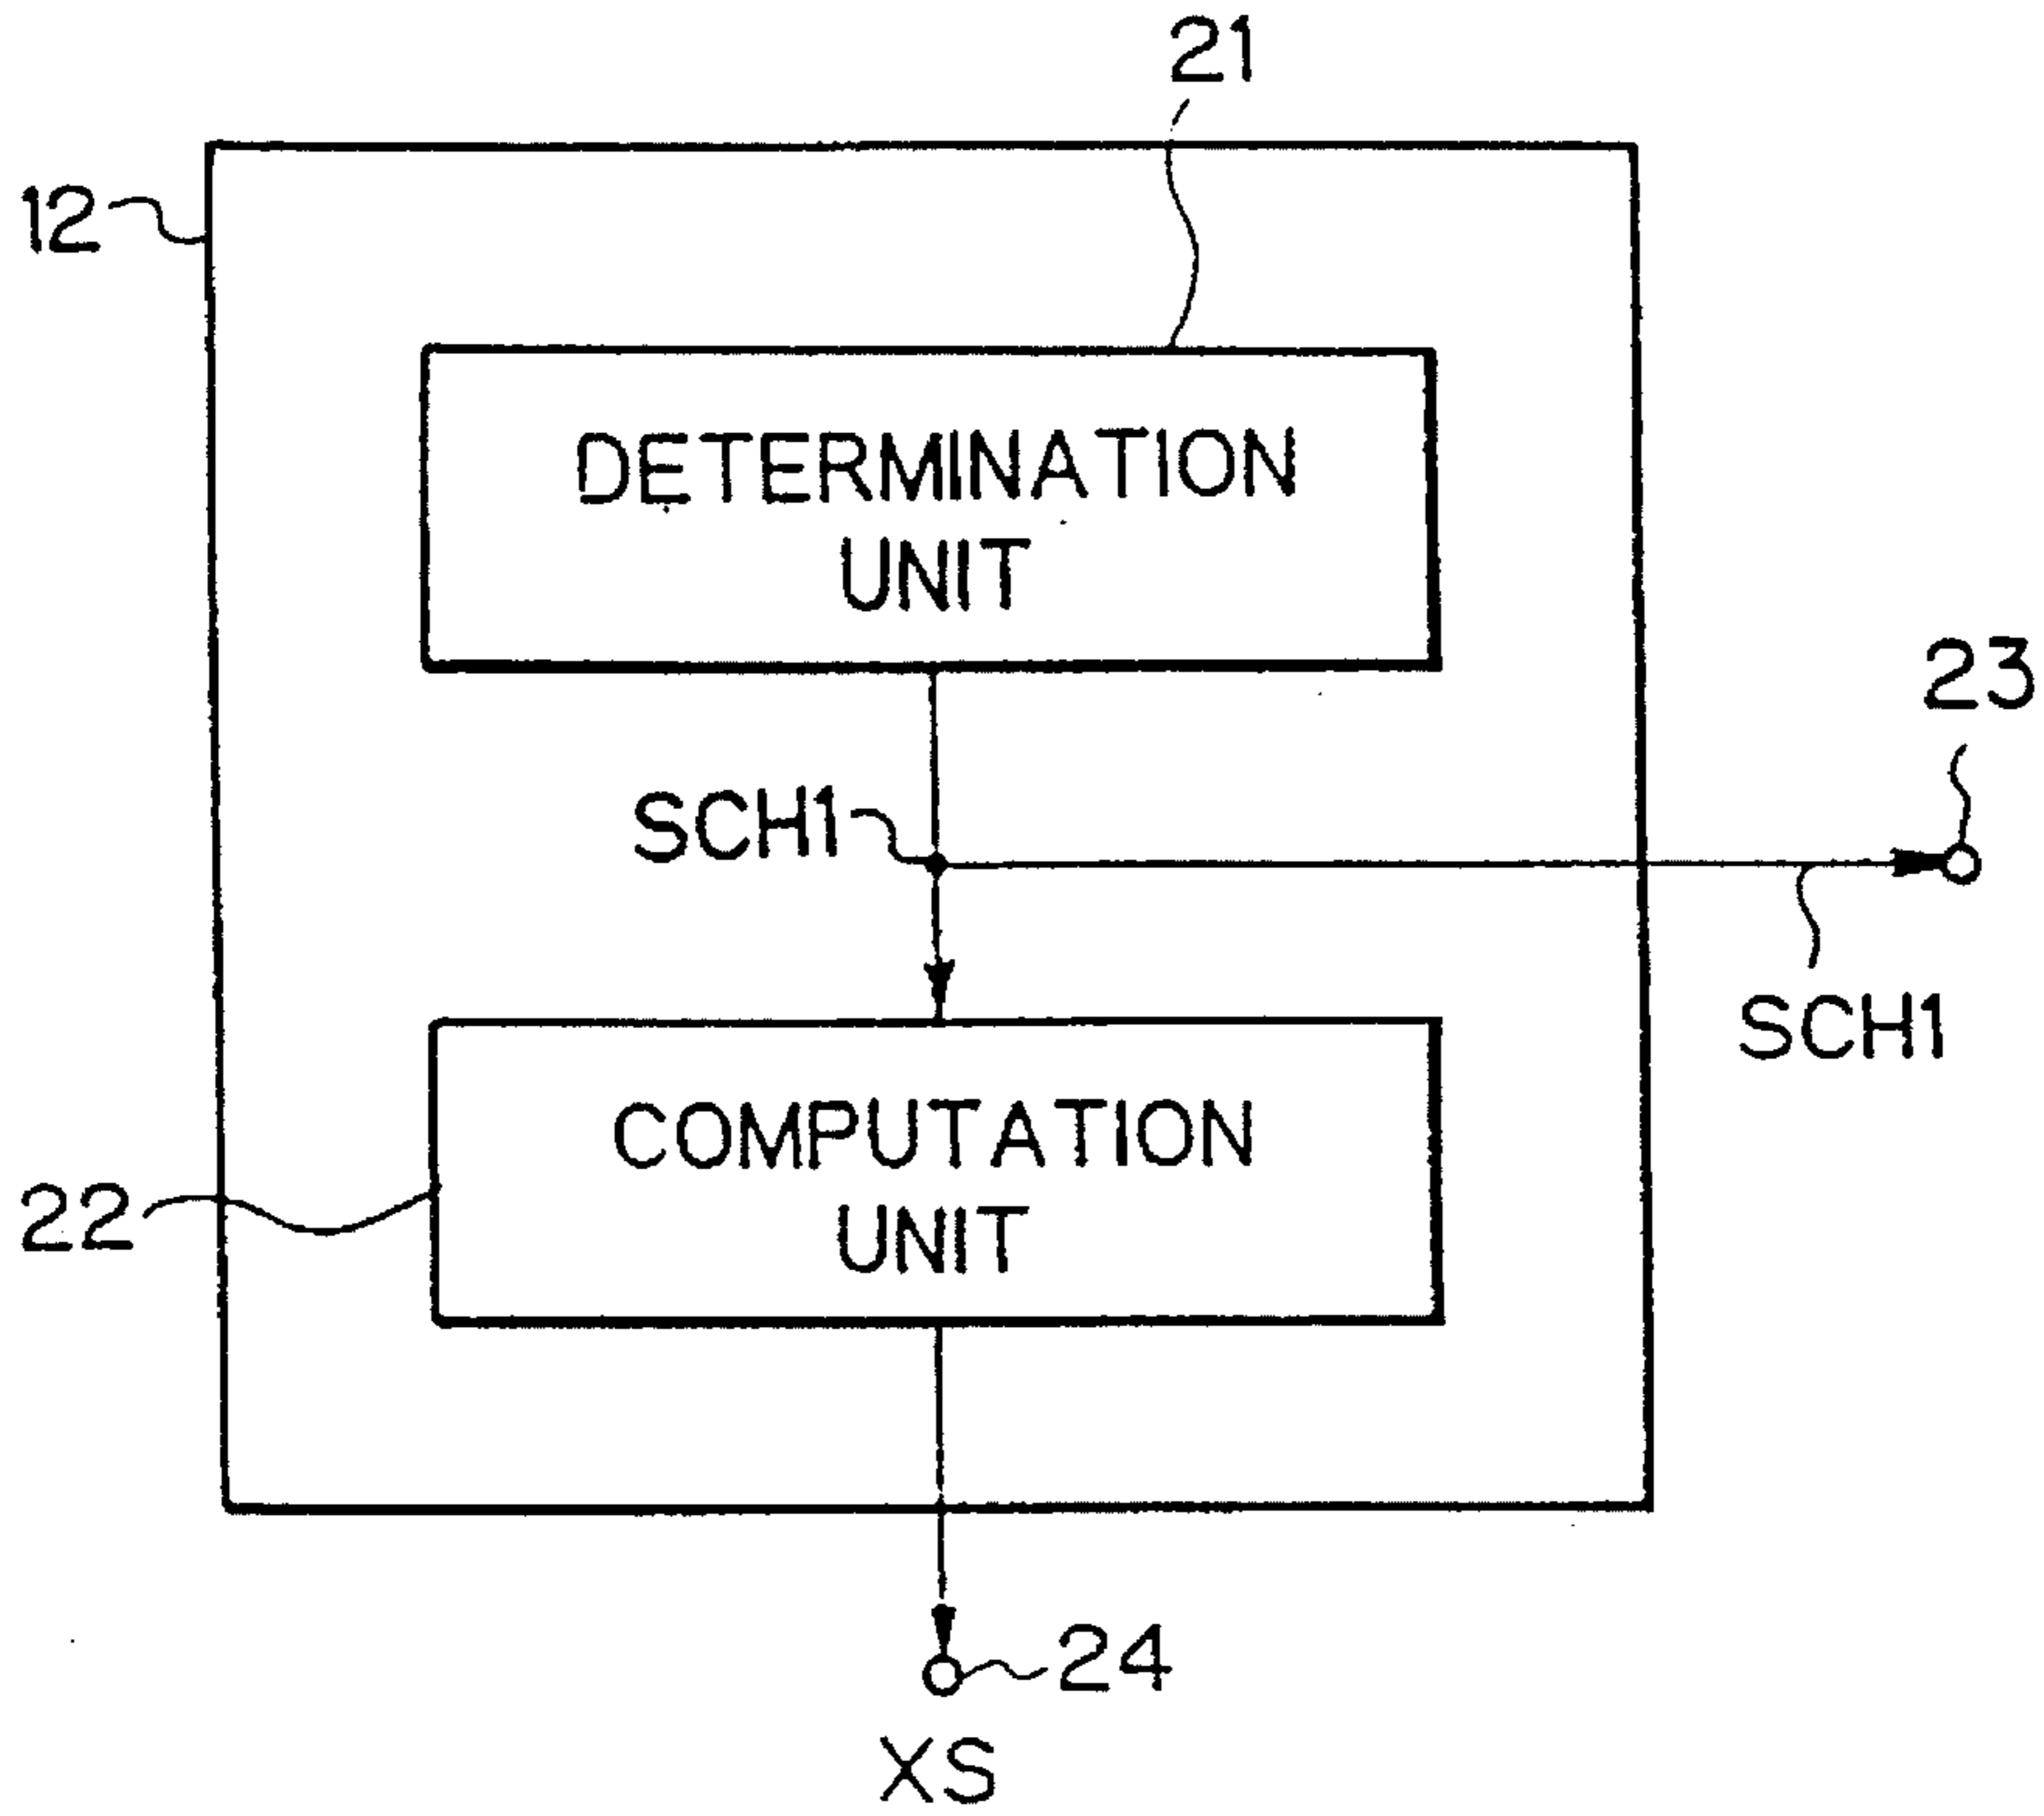 21
12
DETERMINATION
UNIT
23
SCH1
SCH1
COMPUTATION
UNIT
22
24
XS